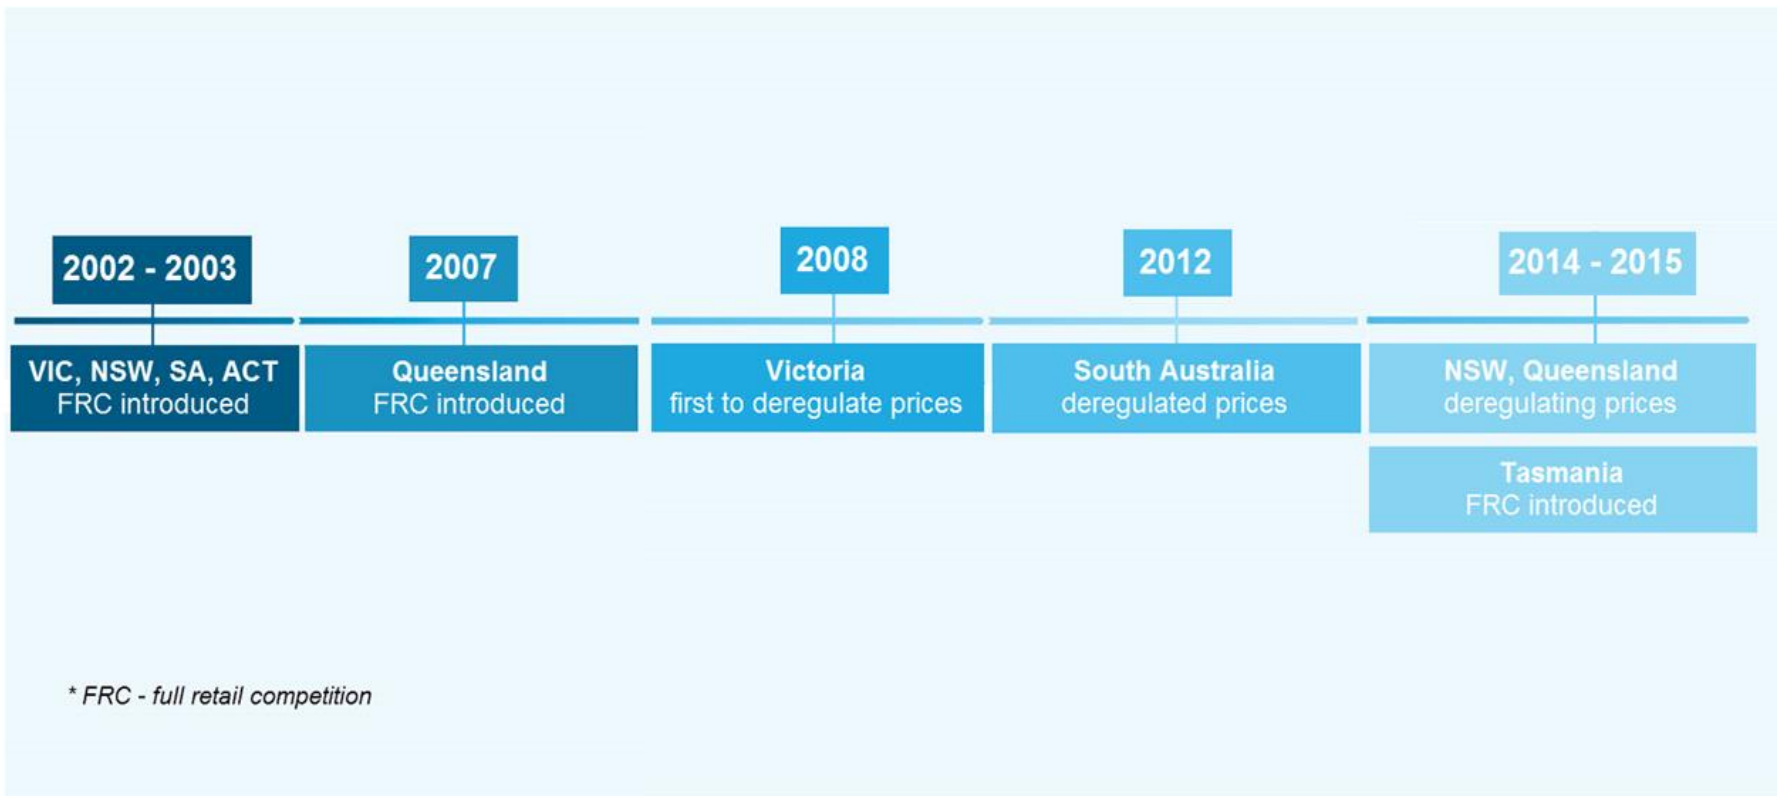 2002 - 2003
VIC, NSW, SA, ACT
FRC introduced
2007
Queensland
FRC introduced
2008
Victoria
first to deregulate prices
2012
South Australia
deregulated prices
2014 - 2015
NSW, Queensland
deregulating prices
Tasmania
FRC introduced
* FRC - full retail competition